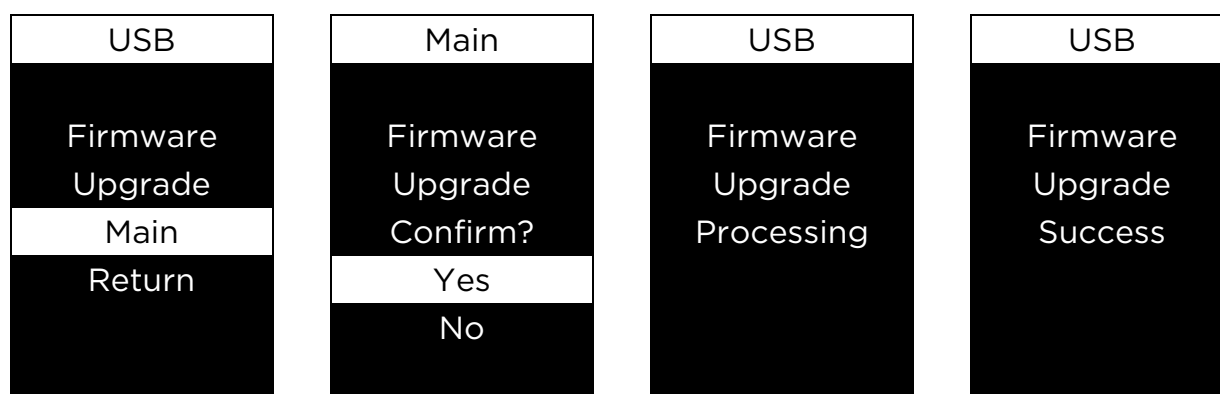 USB
Firmware
Upgrade
Main
Return
Main
Firmware
Upgrade
Confirm?
Yes
No
USB
Firmware
Upgrade
Processing
USB
Firmware
Upgrade
Success